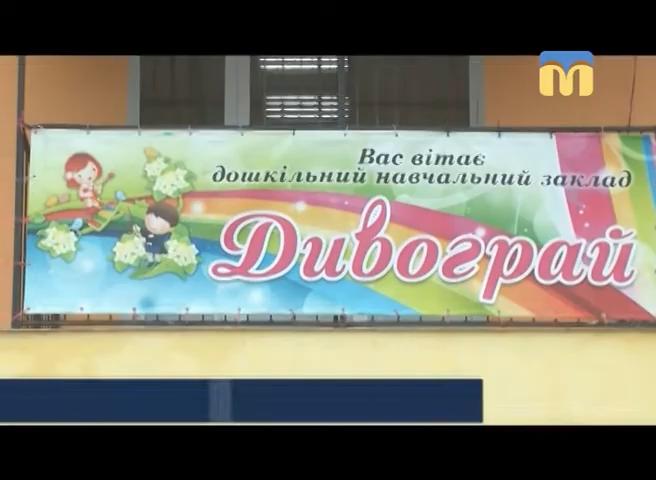 М
Вас вітає
дошкільний навчальний заклад
Дивограй